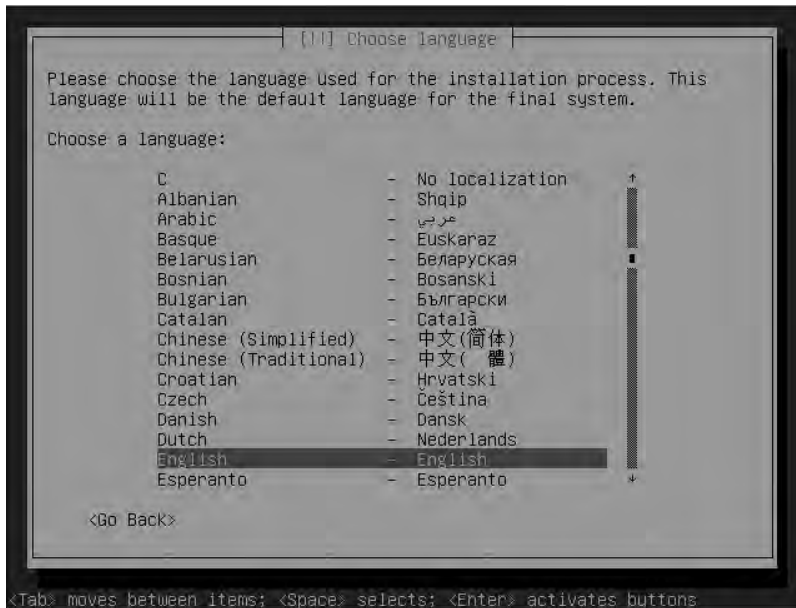 [!!] Choose language
Please choose the language used for the installation process. This
language will be the default language for the final system.
Choose a language:
C - No localization
Albanian - Shqip
Arabic - عربي
Basque - Euskaraz
Belarusian - Беларуская
Bosnian - Bosanski
Bulgarian - Български
Catalan - Català
Chinese (Simplified) - 中文(简体)
Chinese (Traditional) - 中文( 體)
Croatian - Hrvatski
Czech - Čeština
Danish - Dansk
Dutch - Nederlands
English - English
Esperanto - Esperanto
<Go Back>
<Tab> moves between items; <Space> selects; <Enter> activates buttons